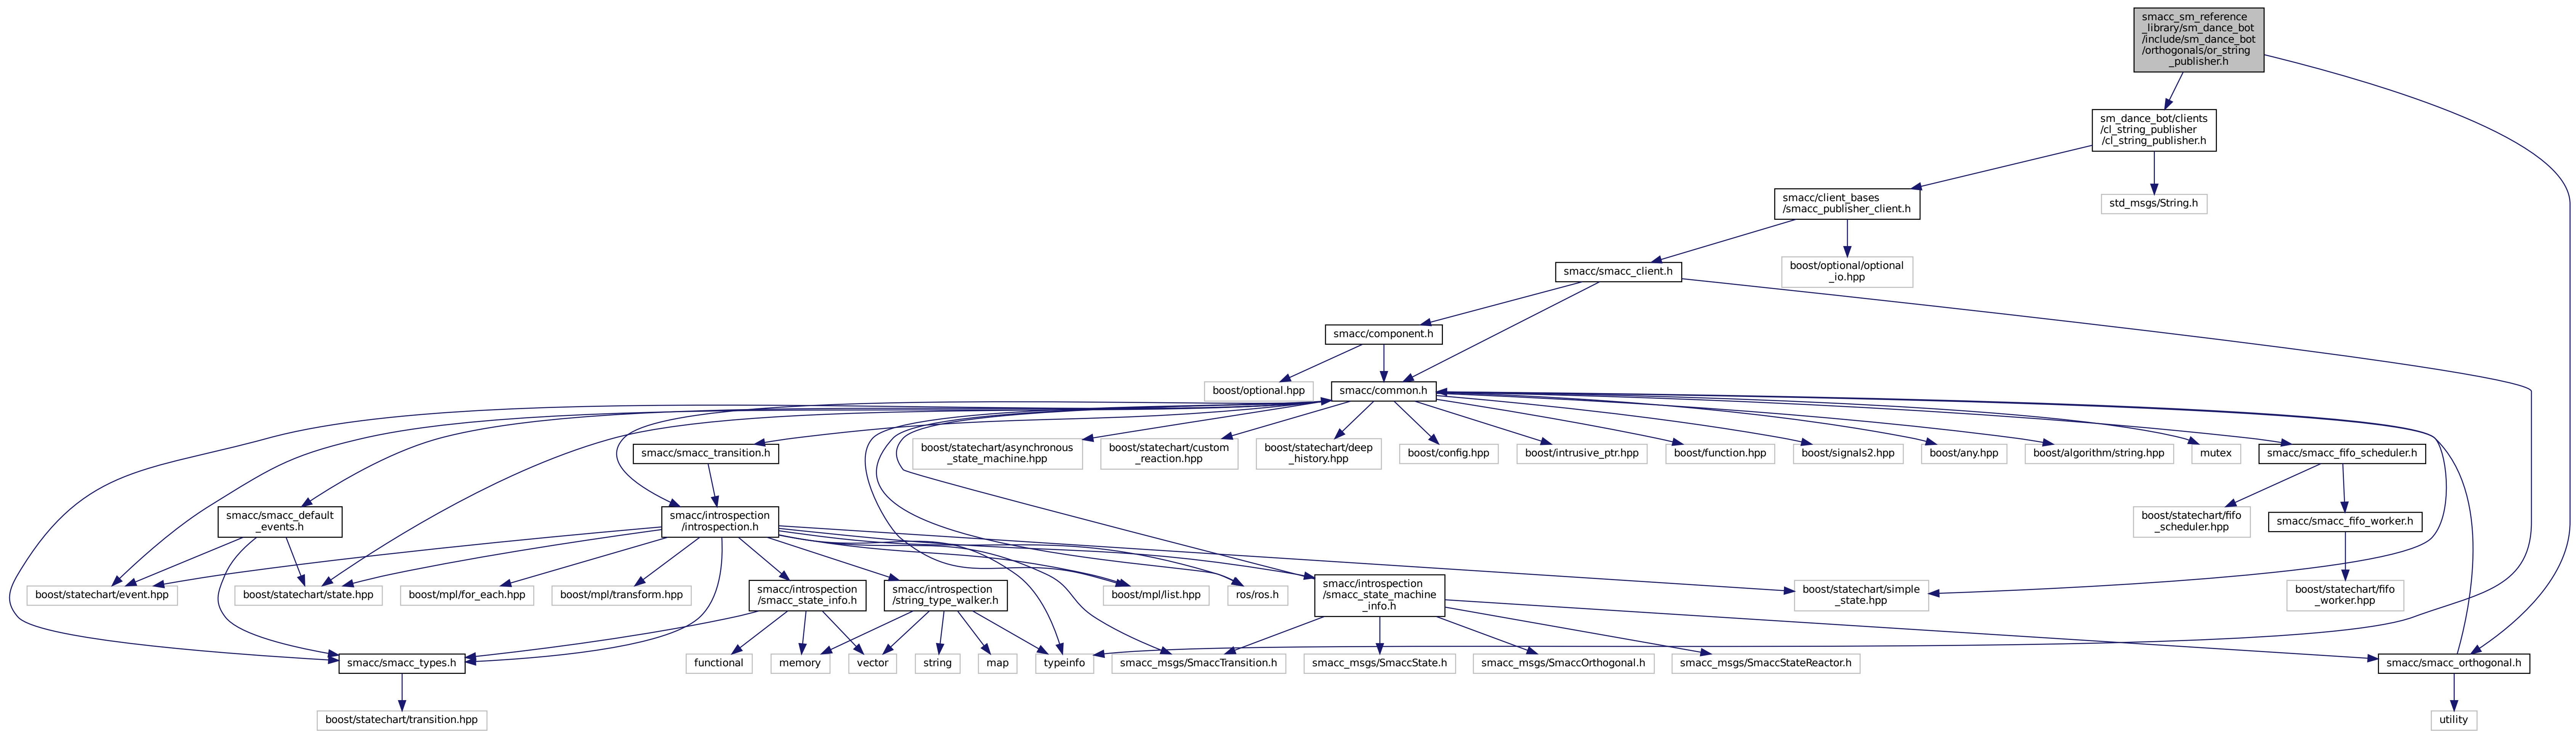 smacc_sm_reference
_library/sm_dance_bot
/include/sm_dance_bot
/orthogonals/or_string
_publisher.h
sm_dance_bot/clients
/cl_string_publisher
/cl_string_publisher.h
smacc/client_bases
/smacc_publisher_client.h
std_msgs/String.h
smacc/smacc_client.h
boost/optional/optional
_io.hpp
smacc/component.h
boost/optional.hpp
smacc/common.h
smacc/smacc_transition.h
boost/statechart/asynchronous
_state_machine.hpp
boost/statechart/custom
_reaction.hpp
boost/statechart/deep
_history.hpp
boost/config.hpp
boost/intrusive_ptr.hpp
boost/function.hpp
boost/signals2.hpp
boost/any.hpp
boost/algorithm/string.hpp
mutex
smacc/smacc_fifo_scheduler.h
smacc/smacc_default
_events.h
smacc/introspection
/introspection.h
boost/statechart/fifo
_scheduler.hpp
smacc/smacc_fifo_worker.h
boost/statechart/event.hpp
boost/statechart/state.hpp
boost/mpl/for_each.hpp
boost/mpl/transform.hpp
smacc/introspection
/smacc_state_info.h
smacc/introspection
/string_type_walker.h
boost/mpl/list.hpp
ros/ros.h
smacc/introspection
/smacc_state_machine
_info.h
boost/statechart/simple
_state.hpp
boost/statechart/fifo
_worker.hpp
smacc/smacc_types.h
functional
memory
vector
string
map
typeinfo
smacc_msgs/SmaccTransition.h
smacc_msgs/SmaccState.h
smacc_msgs/SmaccOrthogonal.h
smacc_msgs/SmaccStateReactor.h
smacc/smacc_orthogonal.h
boost/statechart/transition.hpp
utility